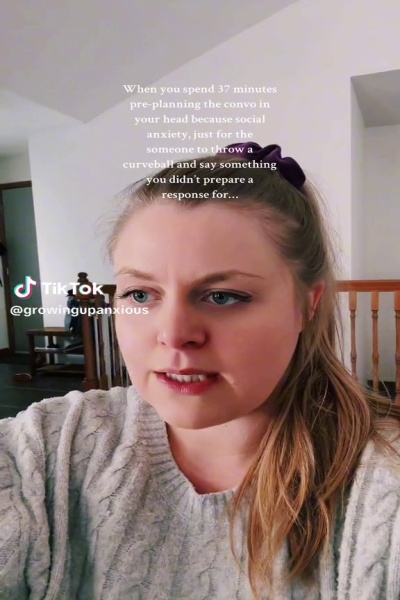 When you spend 37 minutes
pre-planning the convo in
your head because social
anxiety, just for the
someone to throw a
curveball and say something
you didn't prepare a
response for...
TikTok
@growingupanxious